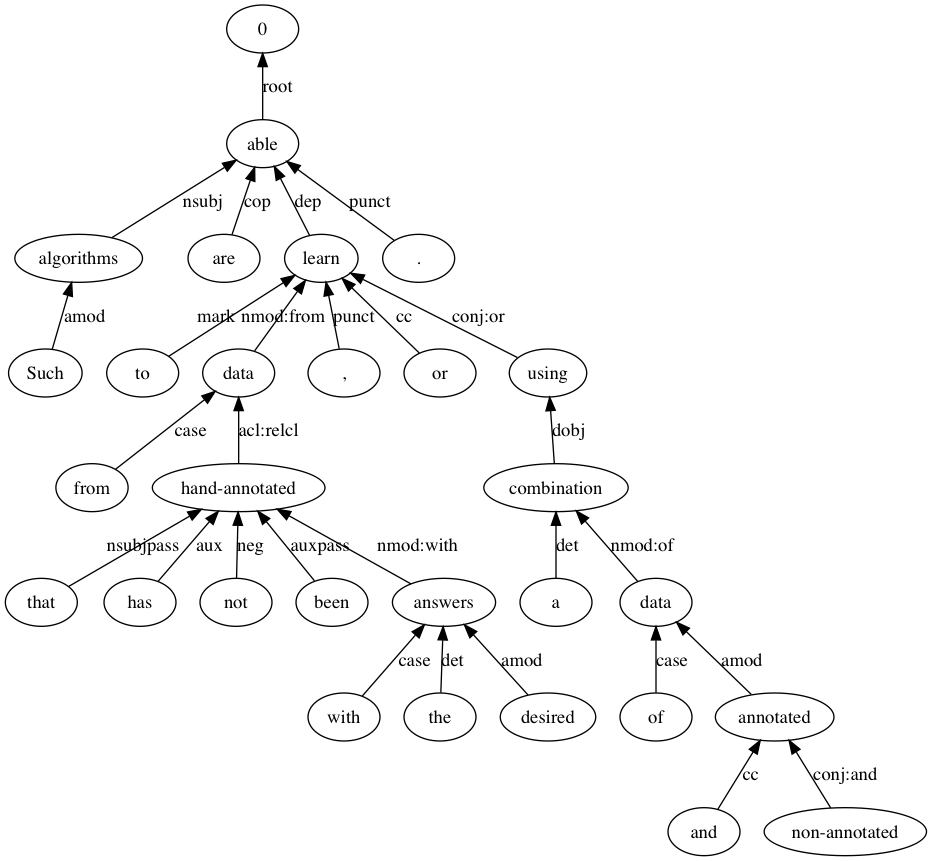 0
root
able
nsubj cop dep punct
algorithms are learn .
amod mark nmod:from punct cc conj:or
Such to data , or using
case acl:relcl dobj
from hand-annotated combination
nsubjpass aux neg auxpass nmod:with det nmod:of
that has not been answers a data
case det amod case amod
with the desired of annotated
cc conj:and
and non-annotated